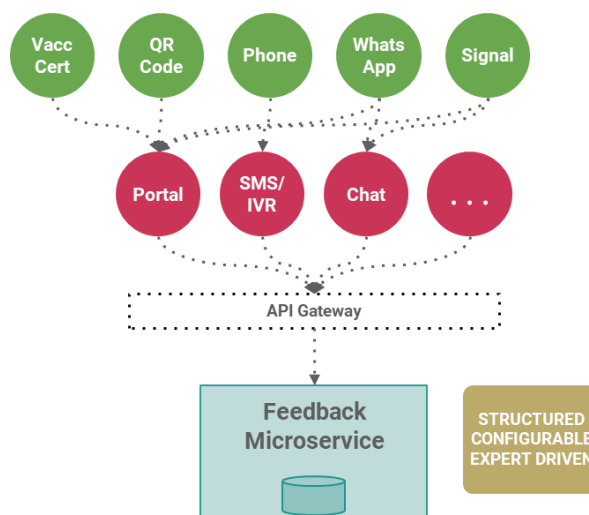 Vacc
Cert
QR
Code
Phone
Whats
App
Signal
Portal
SMS/
IVR
Chat
. . .
API Gateway
Feedback
Microservice
STRUCTURED
CONFIGURABLE
EXPERT DRIVEN